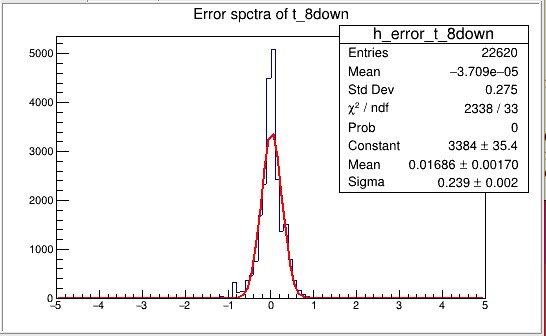 Error spctra of t_8down
h_error_t_8down
Entries 22620
Mean −3.709e−05
Std Dev 0.275
χ² / ndf 2338 / 33
Prob 0
Constant 3384 ± 35.4
Mean 0.01686 ± 0.00170
Sigma 0.239 ± 0.002
5000
4000
3000
2000
1000
0
−5 −4 −3 −2 −1 0 1 2 3 4 5